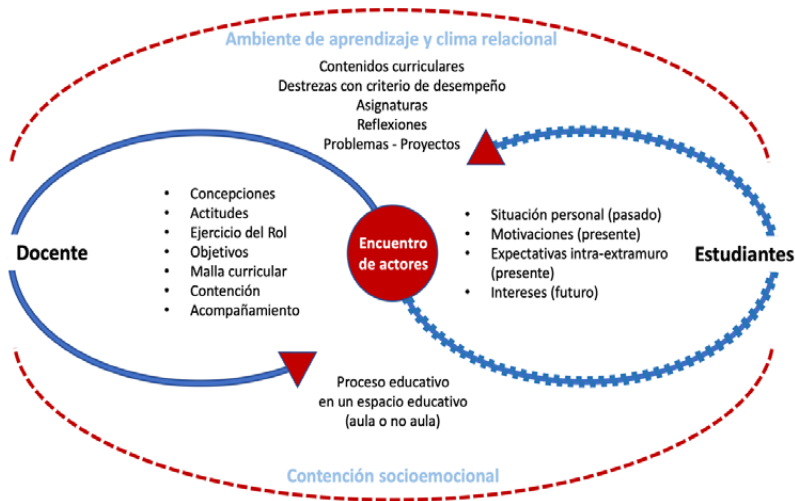 Ambiente de aprendizaje y clima relacional
Contenidos curriculares
Destrezas con criterio de desempeño
Asignaturas
Reflexiones
Problemas - Proyectos
Docente
• Concepciones
• Actitudes
• Ejercicio del Rol
• Objetivos
• Malla curricular
• Contención
• Acompañamiento
Encuentro
de actores
• Situación personal (pasado)
• Motivaciones (presente)
• Expectativas intra-extramuro
(presente)
• Intereses (futuro)
Estudiantes
Proceso educativo
en un espacio educativo
(aula o no aula)
Contención socioemocional